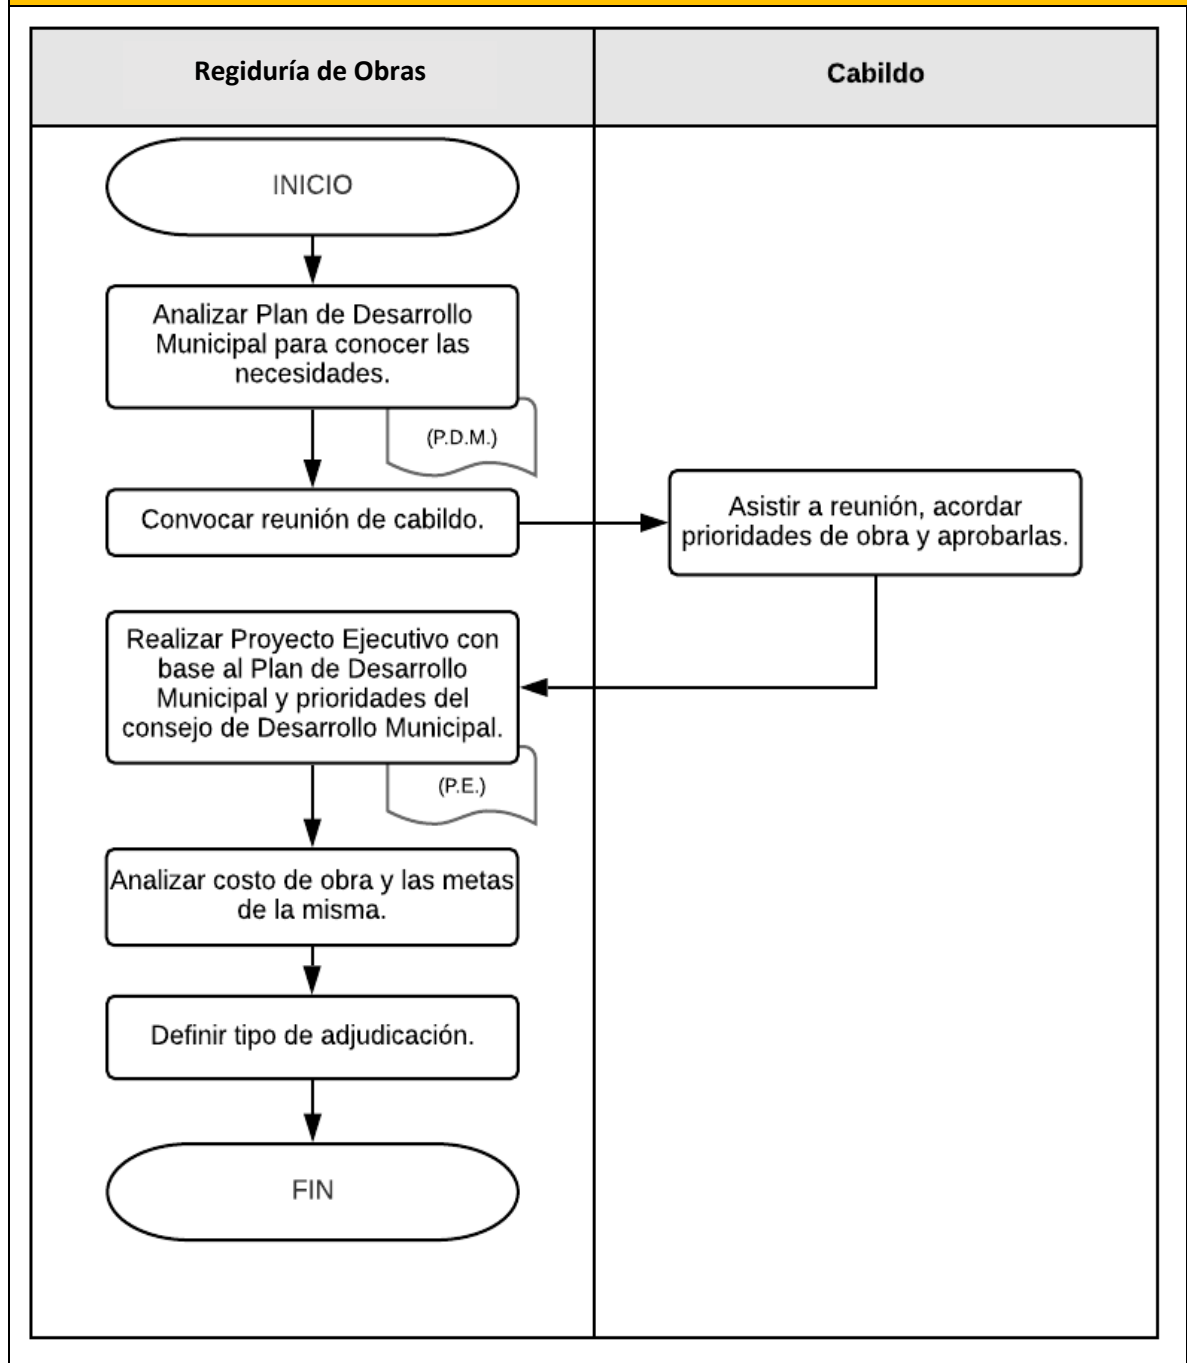 Regiduría de Obras
Cabildo
INICIO
Analizar Plan de Desarrollo
Municipal para conocer las
necesidades.
(P.D.M.)
Convocar reunión de cabildo.
Asistir a reunión, acordar
prioridades de obra y aprobarlas.
Realizar Proyecto Ejecutivo con
base al Plan de Desarrollo
Municipal y prioridades del
consejo de Desarrollo Municipal.
(P.E.)
Analizar costo de obra y las metas
de la misma.
Definir tipo de adjudicación.
FIN